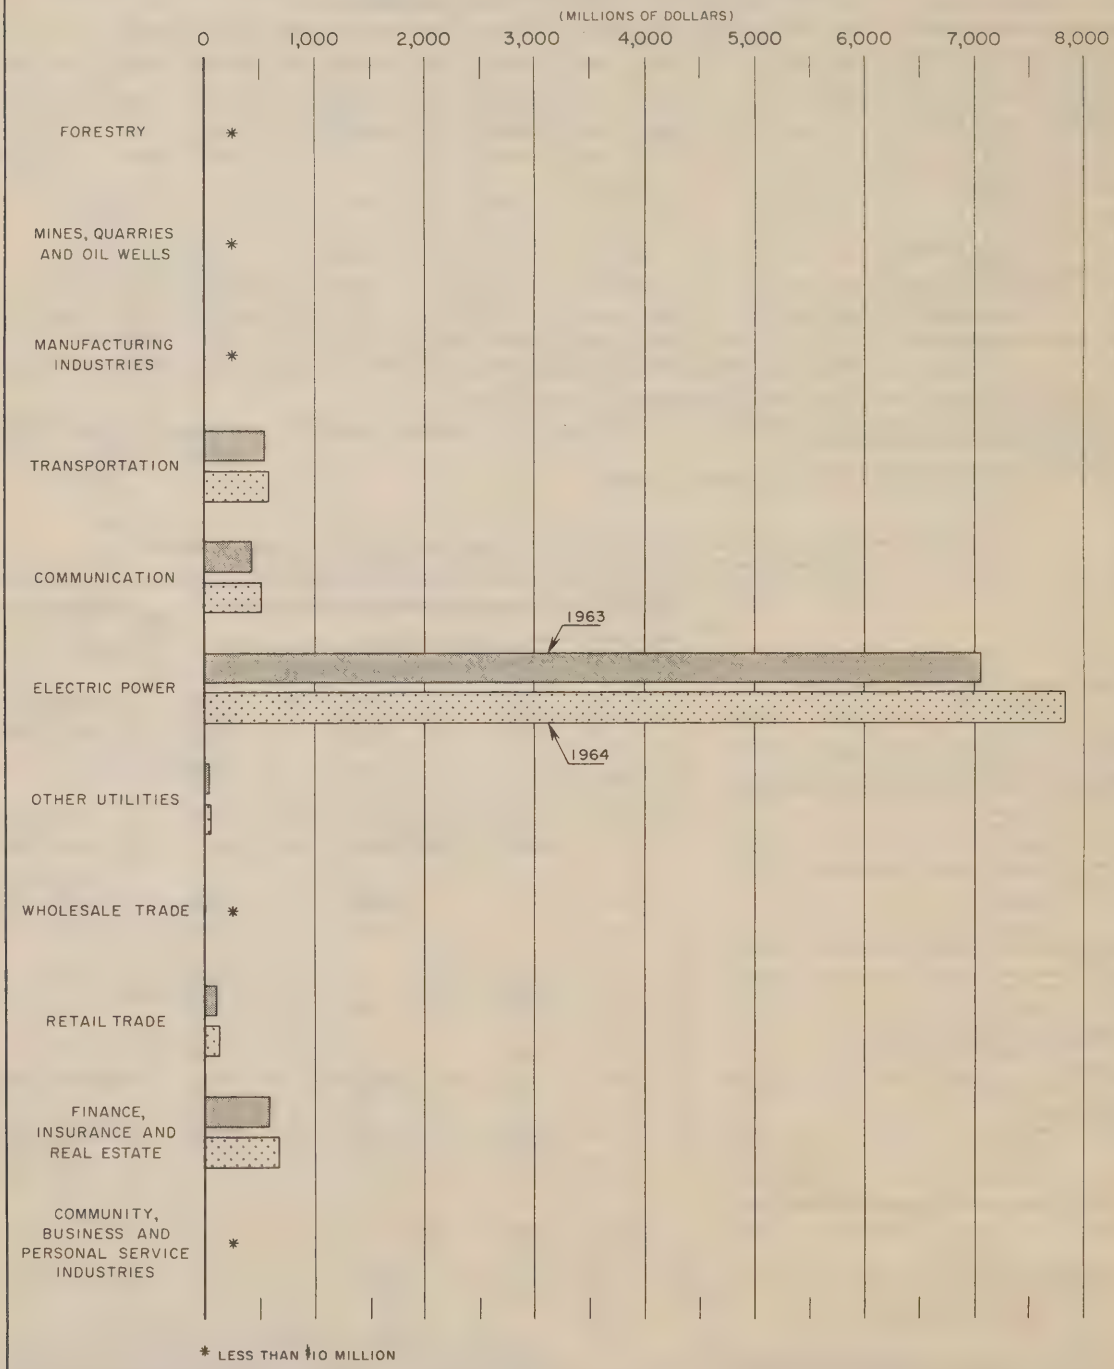 (MILLIONS OF DOLLARS)
0 1,000 2,000 3,000 4,000 5,000 6,000 7,000 8,000
FORESTRY *
MINES, QUARRIES
AND OIL WELLS *
MANUFACTURING
INDUSTRIES *
TRANSPORTATION
COMMUNICATION
1963
ELECTRIC POWER
1964
OTHER UTILITIES
WHOLESALE TRADE *
RETAIL TRADE
FINANCE,
INSURANCE AND
REAL ESTATE
COMMUNITY,
BUSINESS AND
PERSONAL SERVICE *
INDUSTRIES
* LESS THAN $10 MILLION